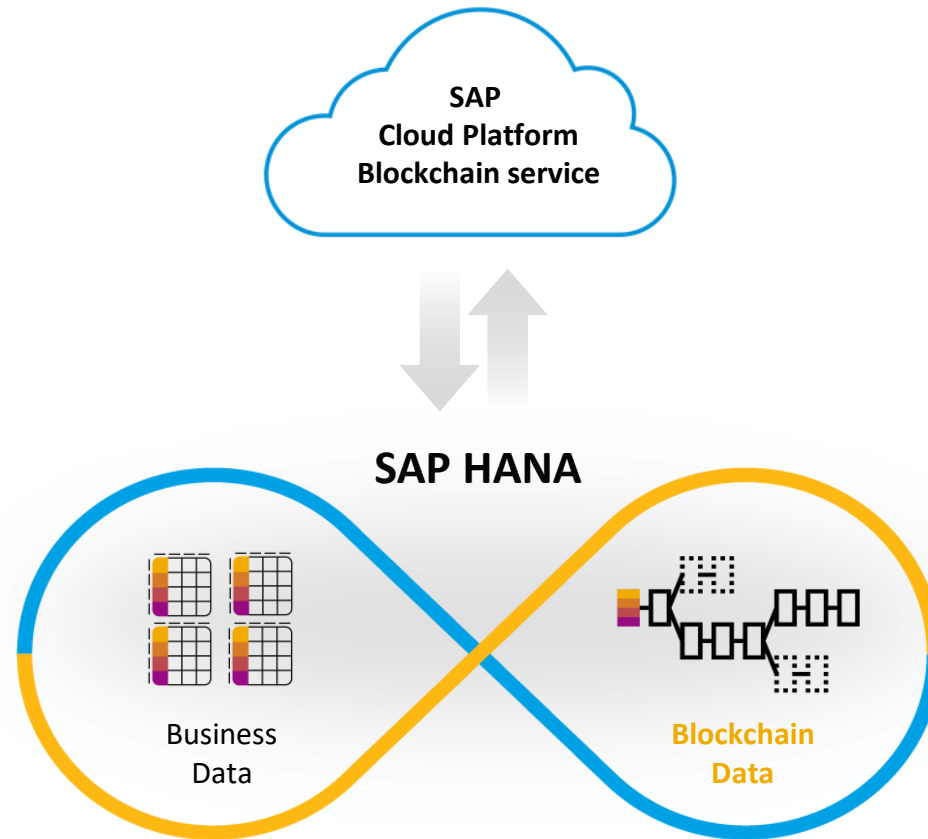 SAP
Cloud Platform
Blockchain service
SAP HANA
Business
Data
Blockchain
Data